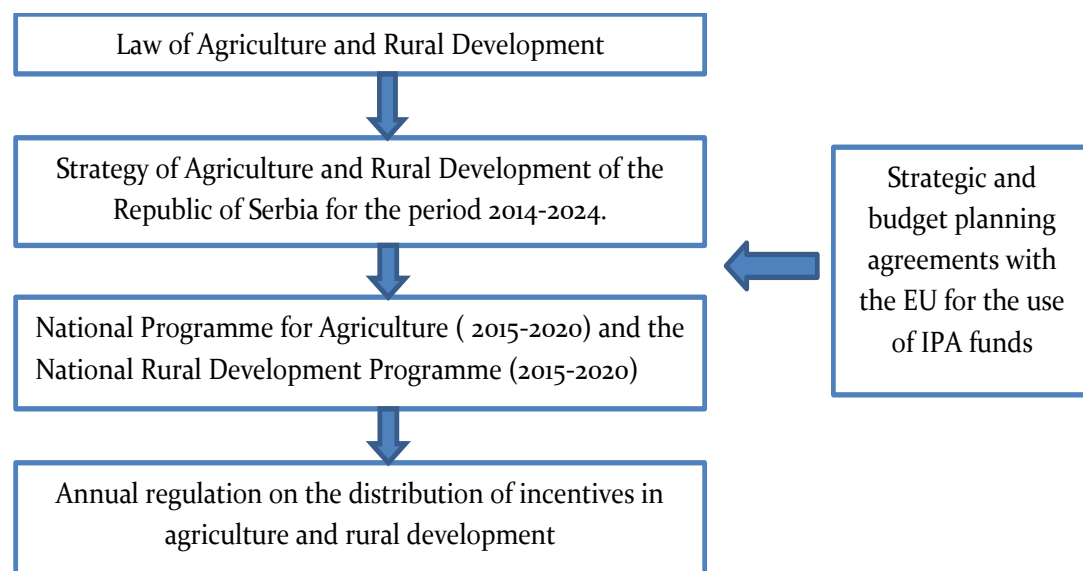 Law of Agriculture and Rural Development
Strategy of Agriculture and Rural Development of the
Republic of Serbia for the period 2014-2024.
National Programme for Agriculture ( 2015-2020) and the
National Rural Development Programme (2015-2020)
Annual regulation on the distribution of incentives in
agriculture and rural development
Strategic and
budget planning
agreements with
the EU for the use
of IPA funds